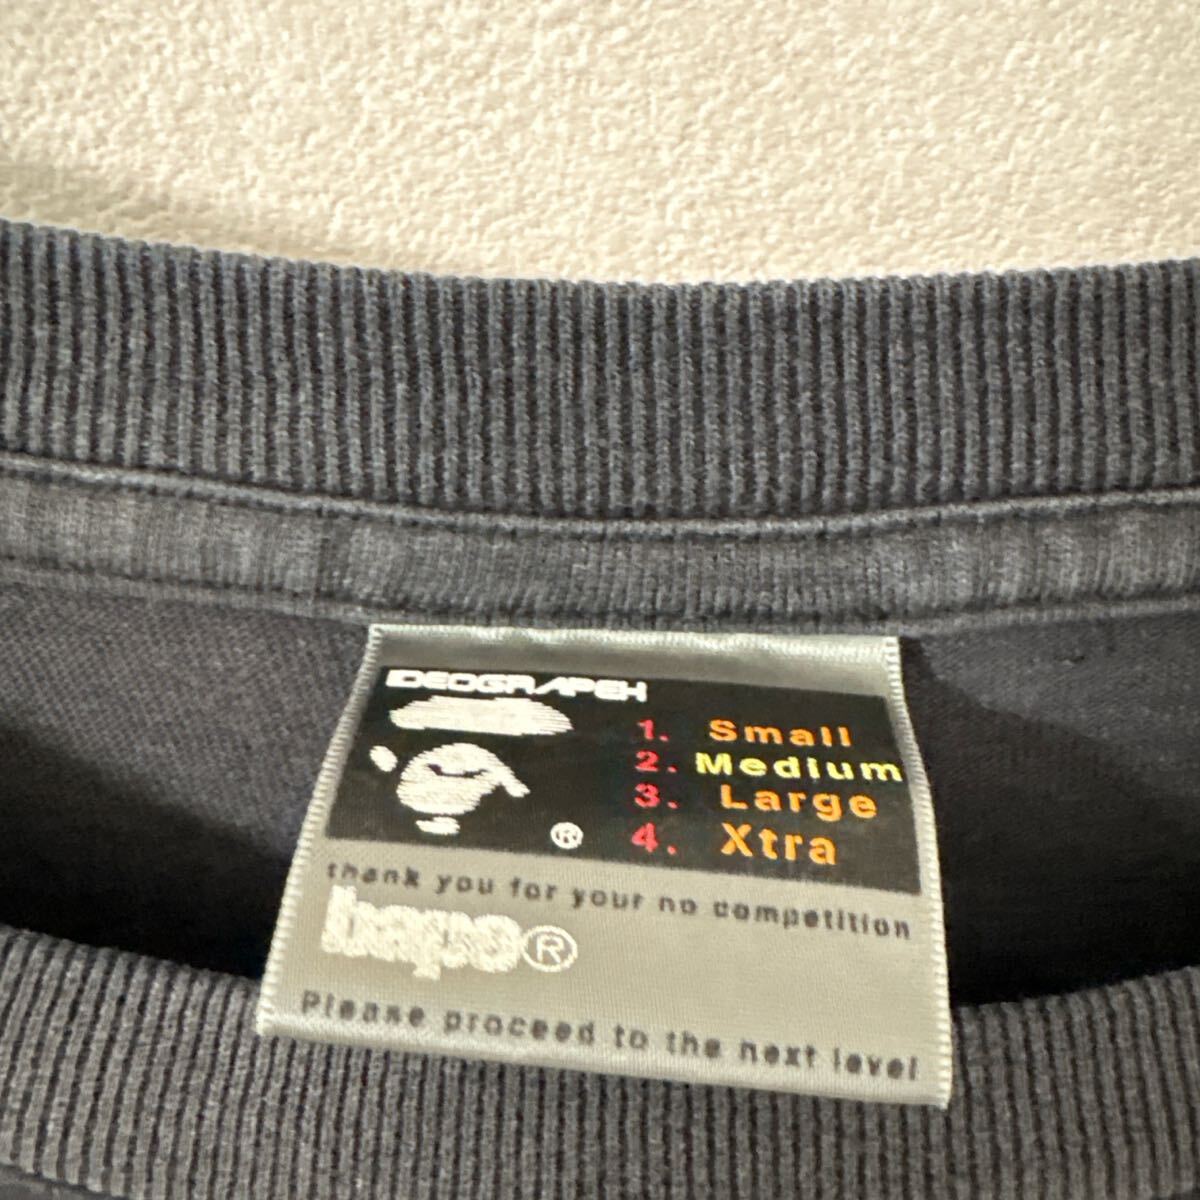 IDEOGRAPEH
1. Small
2. Medium
3. Large
4. Xtra
®
thank you for your no competition
bape®
Please proceed to the next level